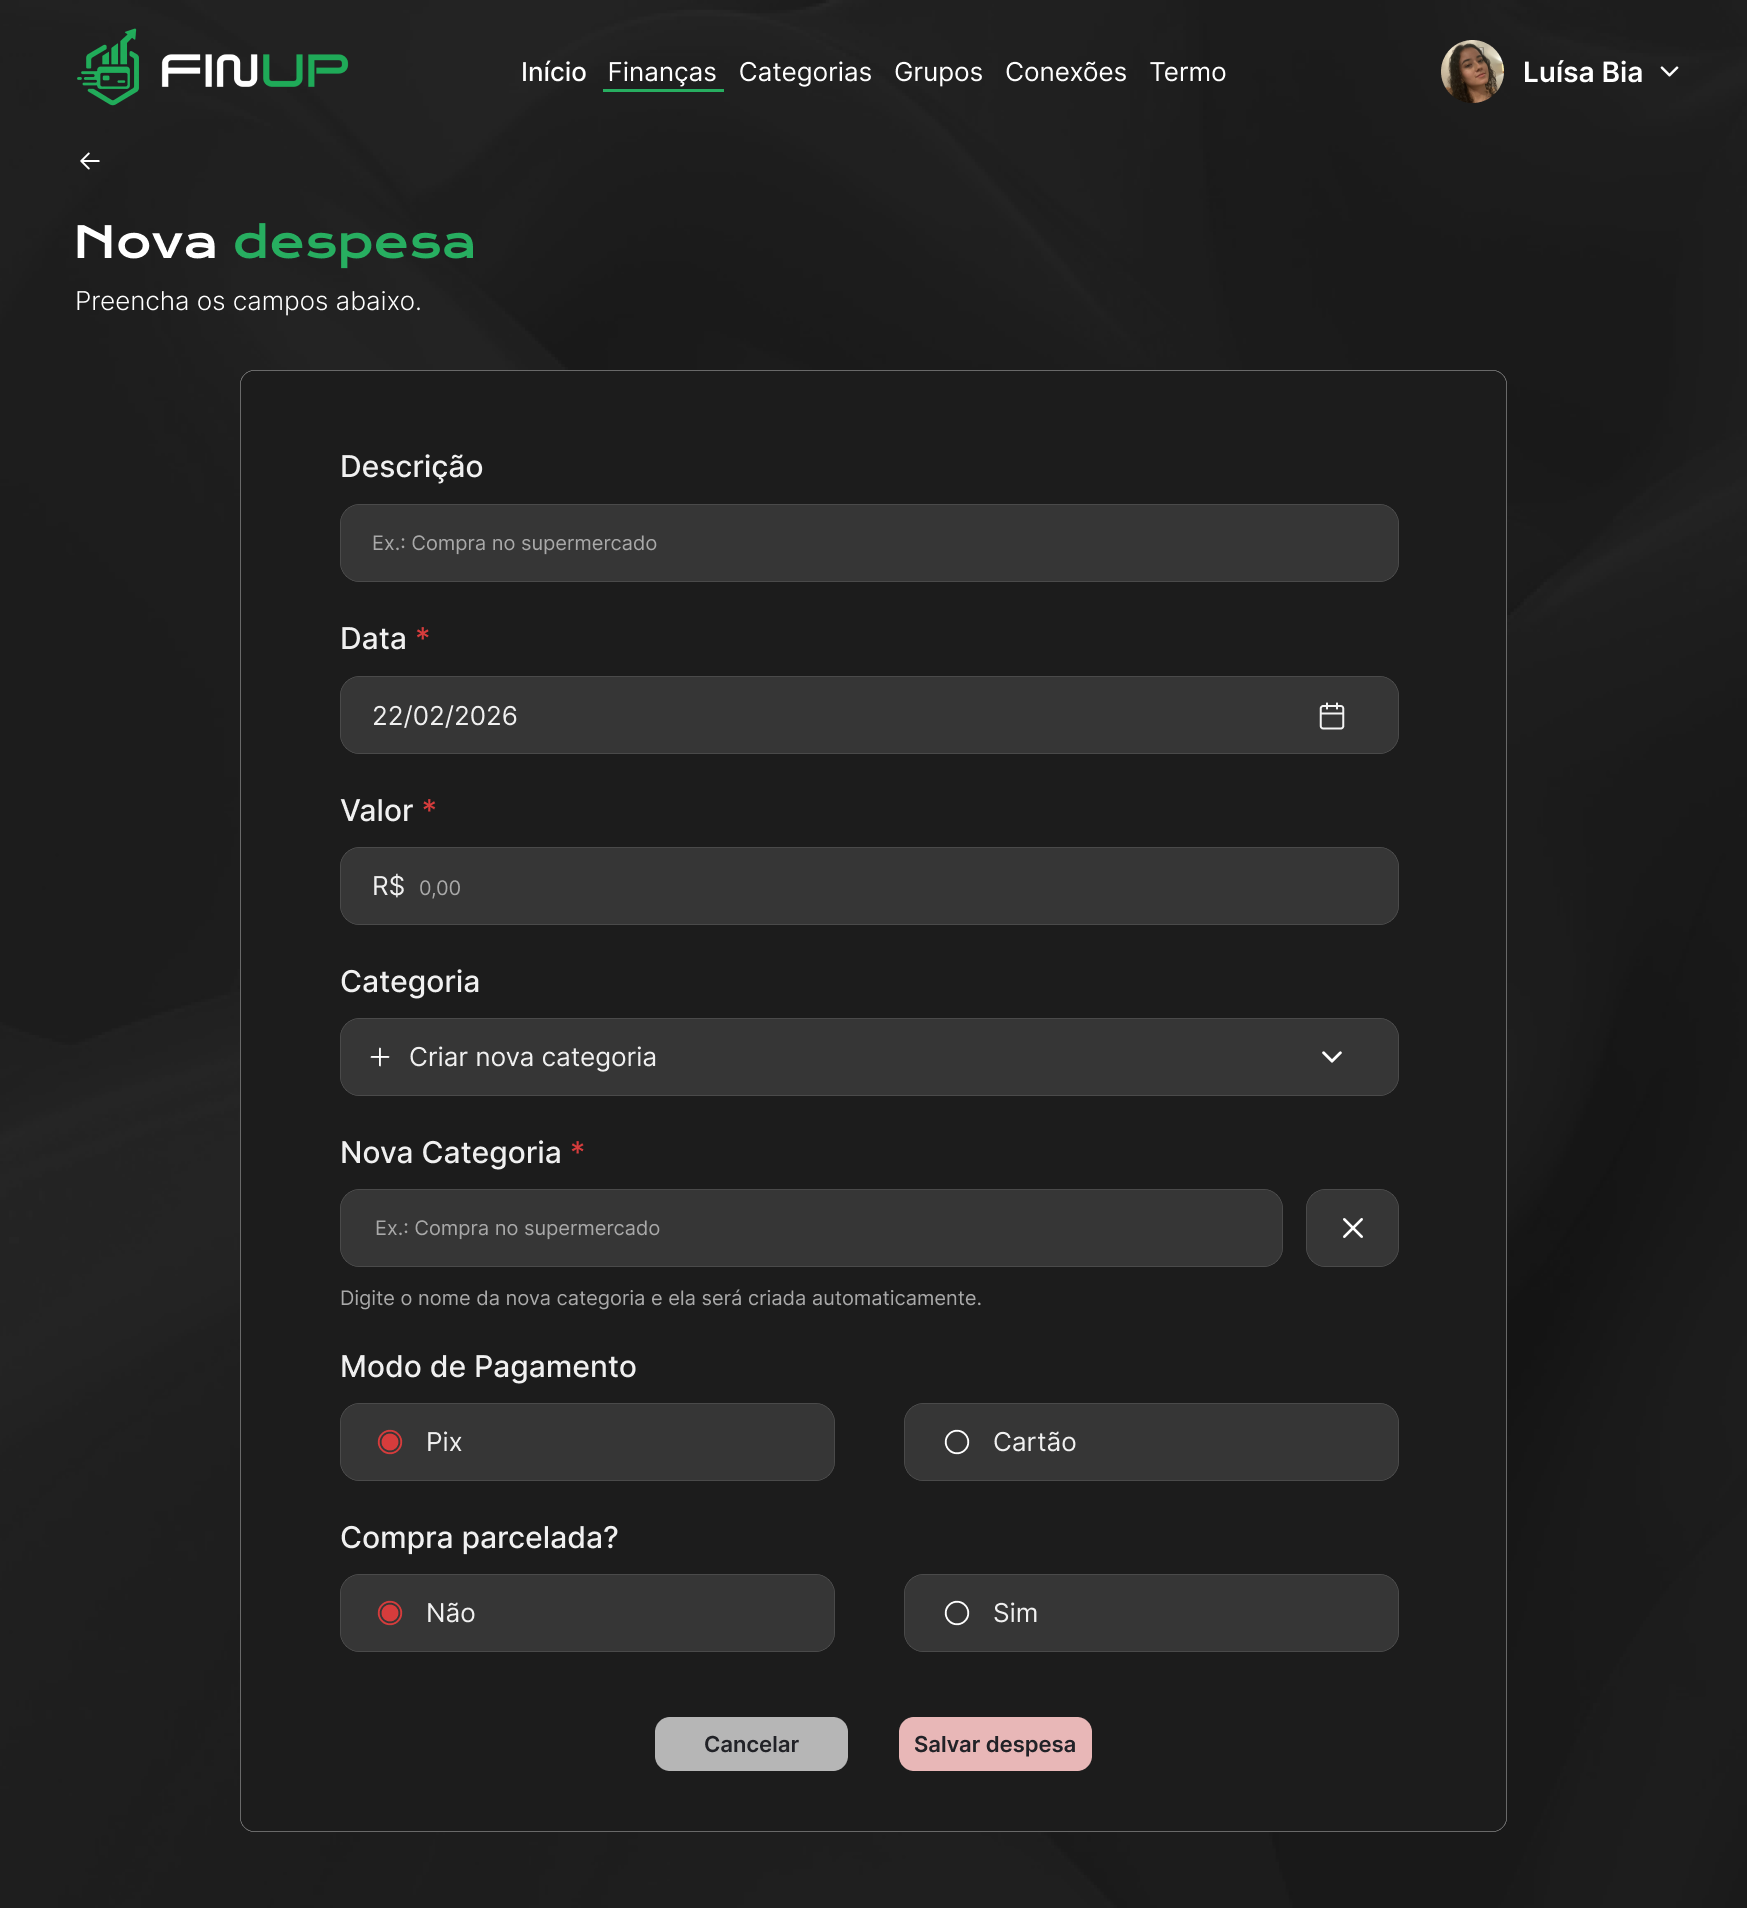 FINUP
Início Finanças Categorias Grupos Conexões Termo
Luísa Bia
Nova despesa
Preencha os campos abaixo.
Descrição
Ex.: Compra no supermercado
Data *
22/02/2026
Valor *
R$ 0,00
Categoria
+ Criar nova categoria
Nova Categoria *
Ex.: Compra no supermercado
Digite o nome da nova categoria e ela será criada automaticamente.
Modo de Pagamento
Pix
Cartão
Compra parcelada?
Não
Sim
Cancelar
Salvar despesa